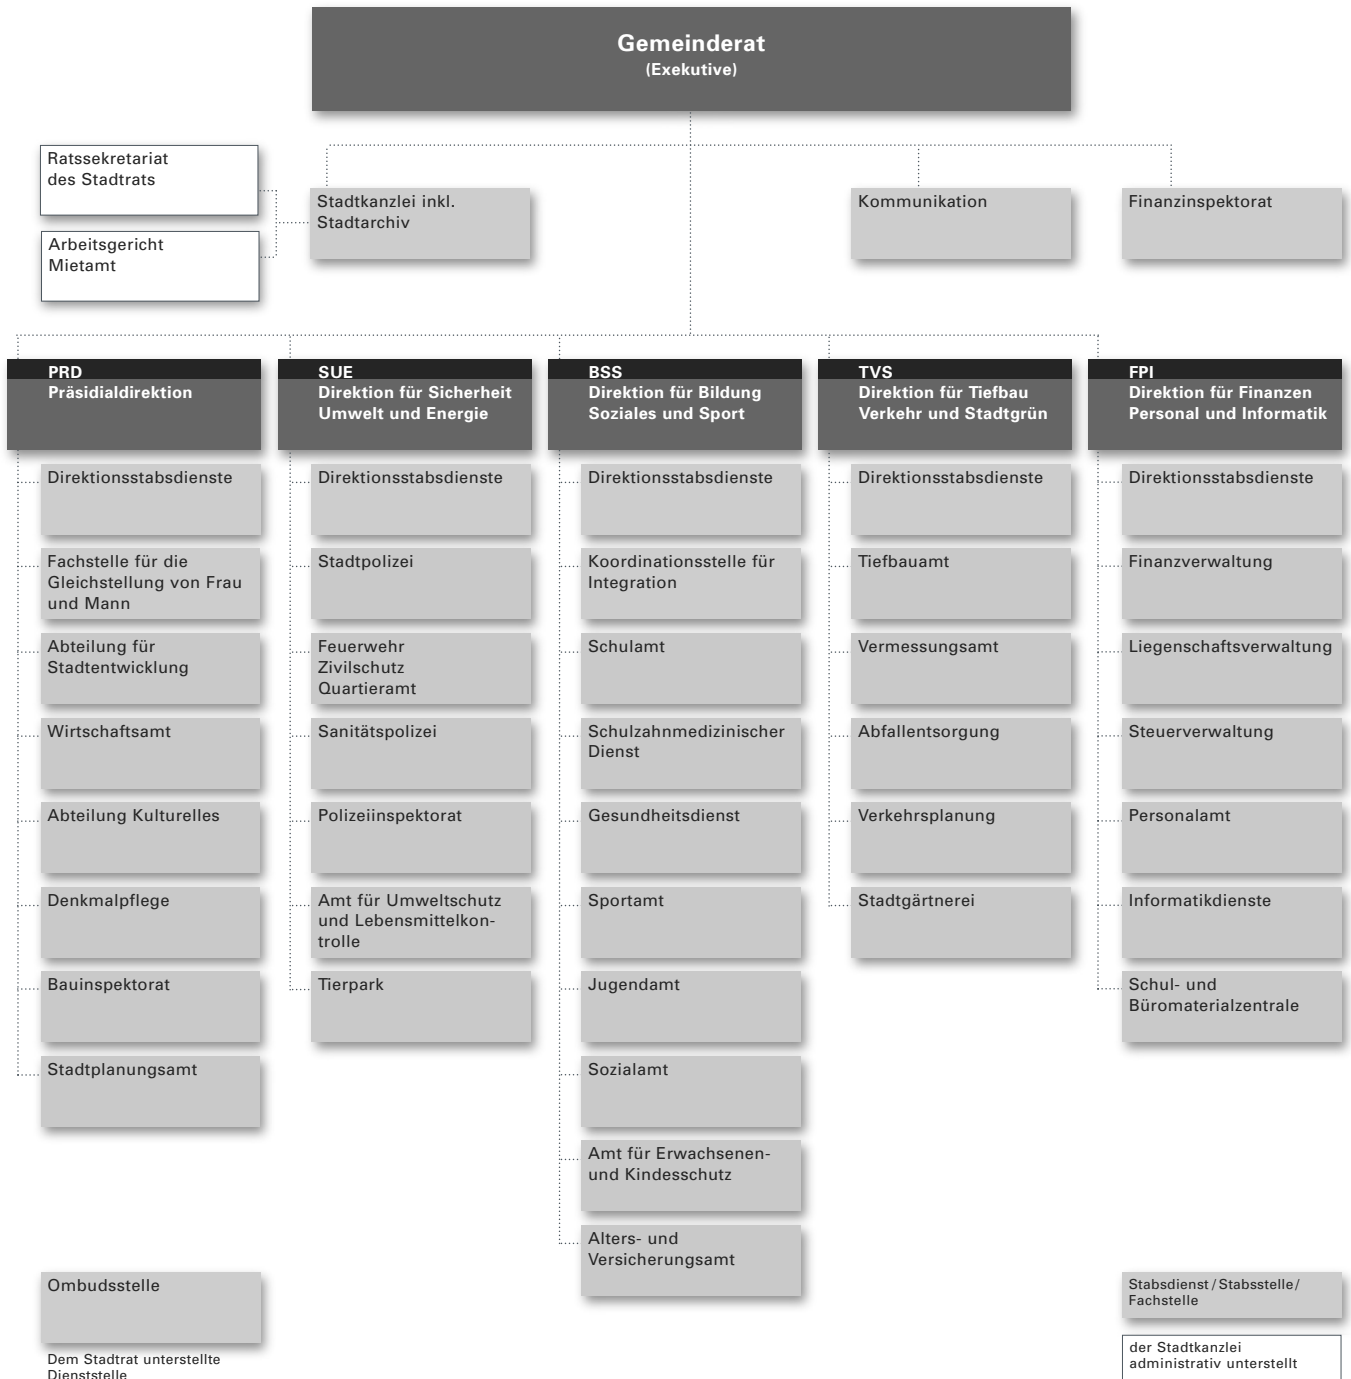 Gemeinderat
(Exekutive)
Ratssekretariat
des Stadtrats
Arbeitsgericht
Mietamt
Stadtkanzlei inkl.
Stadtarchiv
Kommunikation
Finanzinspektorat
PRD
Präsidialdirektion
Direktionsstabsdienste
Fachstelle für die
Gleichstellung von Frau
und Mann
Abteilung für
Stadtentwicklung
Wirtschaftsamt
Abteilung Kulturelles
Denkmalpflege
Bauinspektorat
Stadtplanungsamt
SUE
Direktion für Sicherheit
Umwelt und Energie
Direktionsstabsdienste
Stadtpolizei
Feuerwehr
Zivilschutz
Quartieramt
Sanitätspolizei
Polizeiinspektorat
Amt für Umweltschutz
und Lebensmittelkon-
trolle
Tierpark
BSS
Direktion für Bildung
Soziales und Sport
Direktionsstabsdienste
Koordinationsstelle für
Integration
Schulamt
Schulzahnmedizinischer
Dienst
Gesundheitsdienst
Sportamt
Jugendamt
Sozialamt
Amt für Erwachsenen-
und Kindesschutz
Alters- und
Versicherungsamt
TVS
Direktion für Tiefbau
Verkehr und Stadtgrün
Direktionsstabsdienste
Tiefbauamt
Vermessungsamt
Abfallentsorgung
Verkehrsplanung
Stadtgärtnerei
FPI
Direktion für Finanzen
Personal und Informatik
Direktionsstabsdienste
Finanzverwaltung
Liegenschaftsverwaltung
Steuerverwaltung
Personalamt
Informatikdienste
Schul- und
Büromaterialzentrale
Ombudsstelle
Dem Stadtrat unterstellte
Dienststelle
Stabsdienst / Stabsstelle /
Fachstelle
der Stadtkanzlei
administrativ unterstellt